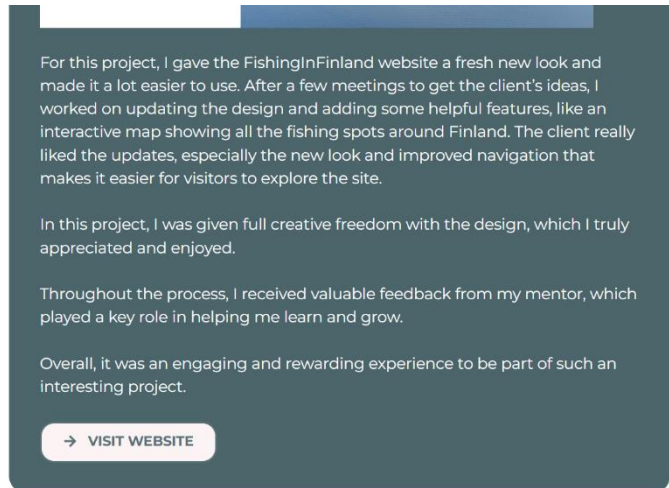 For this project, I gave the FishingInFinland website a fresh new look and
made it a lot easier to use. After a few meetings to get the client’s ideas, I
worked on updating the design and adding some helpful features, like an
interactive map showing all the fishing spots around Finland. The client really
liked the updates, especially the new look and improved navigation that
makes it easier for visitors to explore the site.
In this project, I was given full creative freedom with the design, which I truly
appreciated and enjoyed.
Throughout the process, I received valuable feedback from my mentor, which
played a key role in helping me learn and grow.
Overall, it was an engaging and rewarding experience to be part of such an
interesting project.
→ VISIT WEBSITE